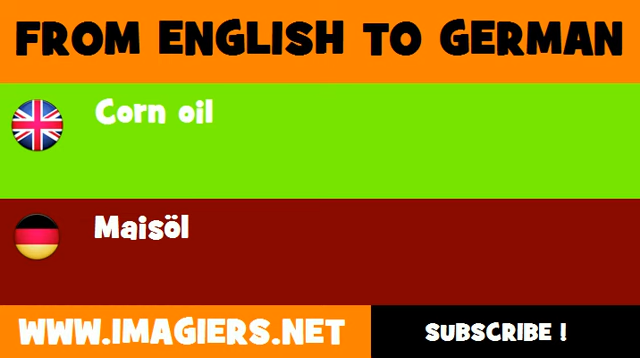 FROM ENGLISH TO GERMAN
Corn oil
Maisöl
WWW.IMAGIERS.NET
SUBSCRIBE !